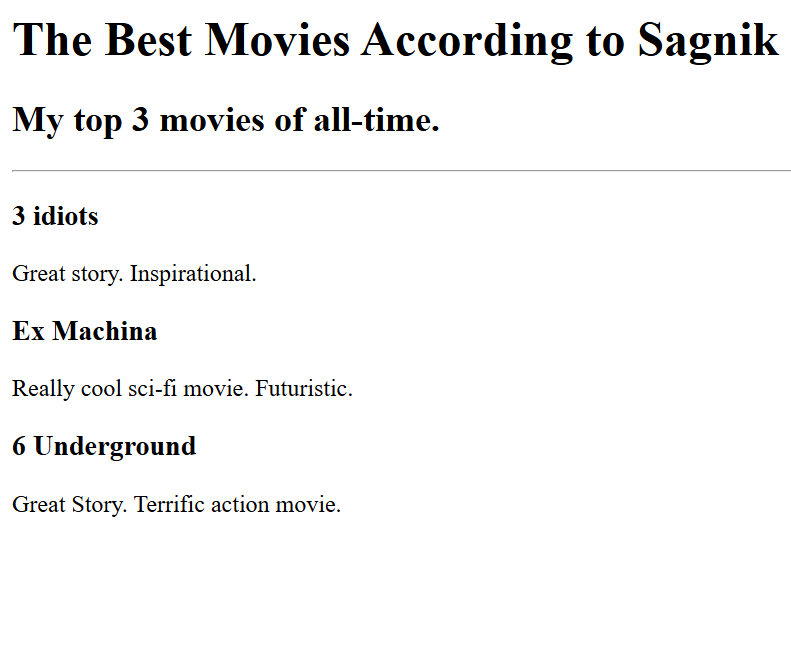 The Best Movies According to Sagnik
My top 3 movies of all-time.
3 idiots
Great story. Inspirational.
Ex Machina
Really cool sci-fi movie. Futuristic.
6 Underground
Great Story. Terrific action movie.